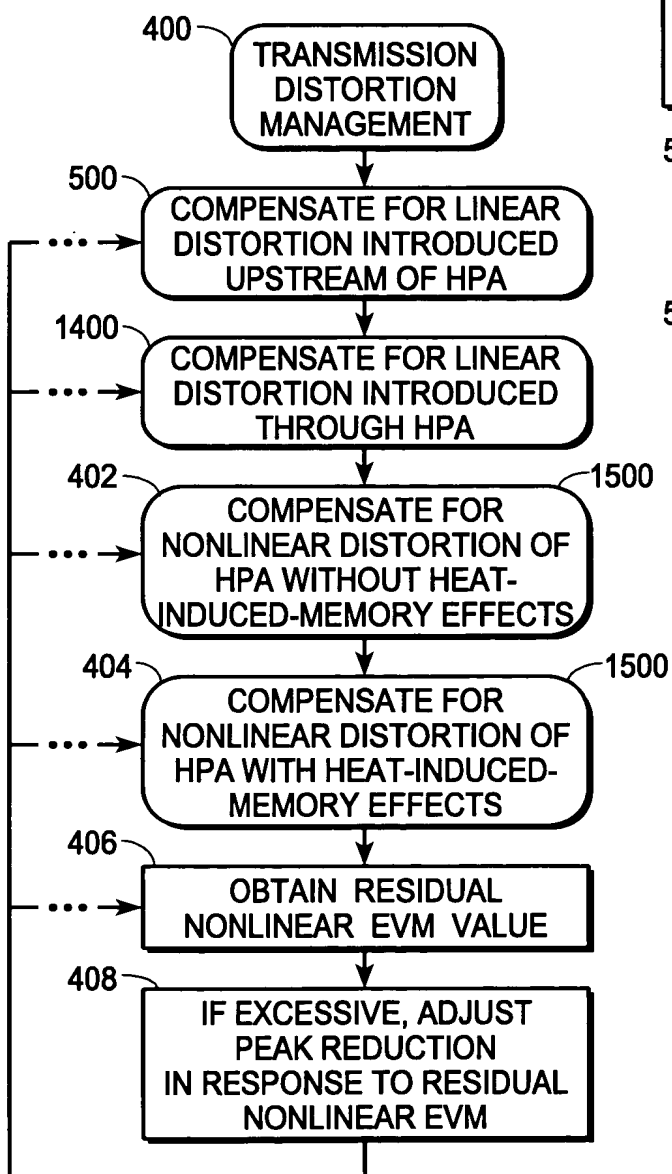 400
TRANSMISSION
DISTORTION
MANAGEMENT
500
COMPENSATE FOR LINEAR
DISTORTION INTRODUCED
UPSTREAM OF HPA
1400
COMPENSATE FOR LINEAR
DISTORTION INTRODUCED
THROUGH HPA
402
1500
COMPENSATE FOR
NONLINEAR DISTORTION OF
HPA WITHOUT HEAT-
INDUCED-MEMORY EFFECTS
404
1500
COMPENSATE FOR
NONLINEAR DISTORTION OF
HPA WITH HEAT-INDUCED-
MEMORY EFFECTS
406
OBTAIN RESIDUAL
NONLINEAR EVM VALUE
408
IF EXCESSIVE, ADJUST
PEAK REDUCTION
IN RESPONSE TO RESIDUAL
NONLINEAR EVM